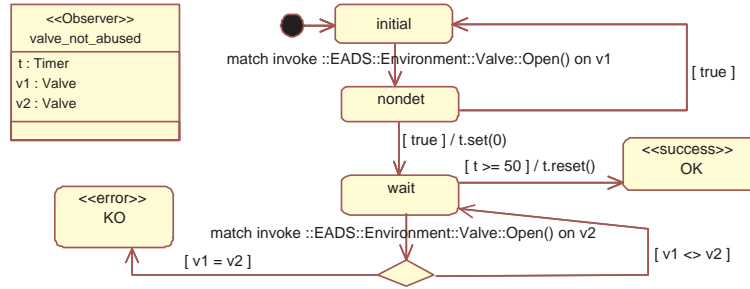 <<Observer>>
valve_not_abused
t : Timer
v1 : Valve
v2 : Valve
initial
match invoke ::EADS::Environment::Valve::Open() on v1
[ true ]
nondet
[ true ] / t.set(0)
[ t >= 50 ] / t.reset()
<<success>>
OK
wait
<<error>>
KO
match invoke ::EADS::Environment::Valve::Open() on v2
[ v1 <> v2 ]
[ v1 = v2 ]